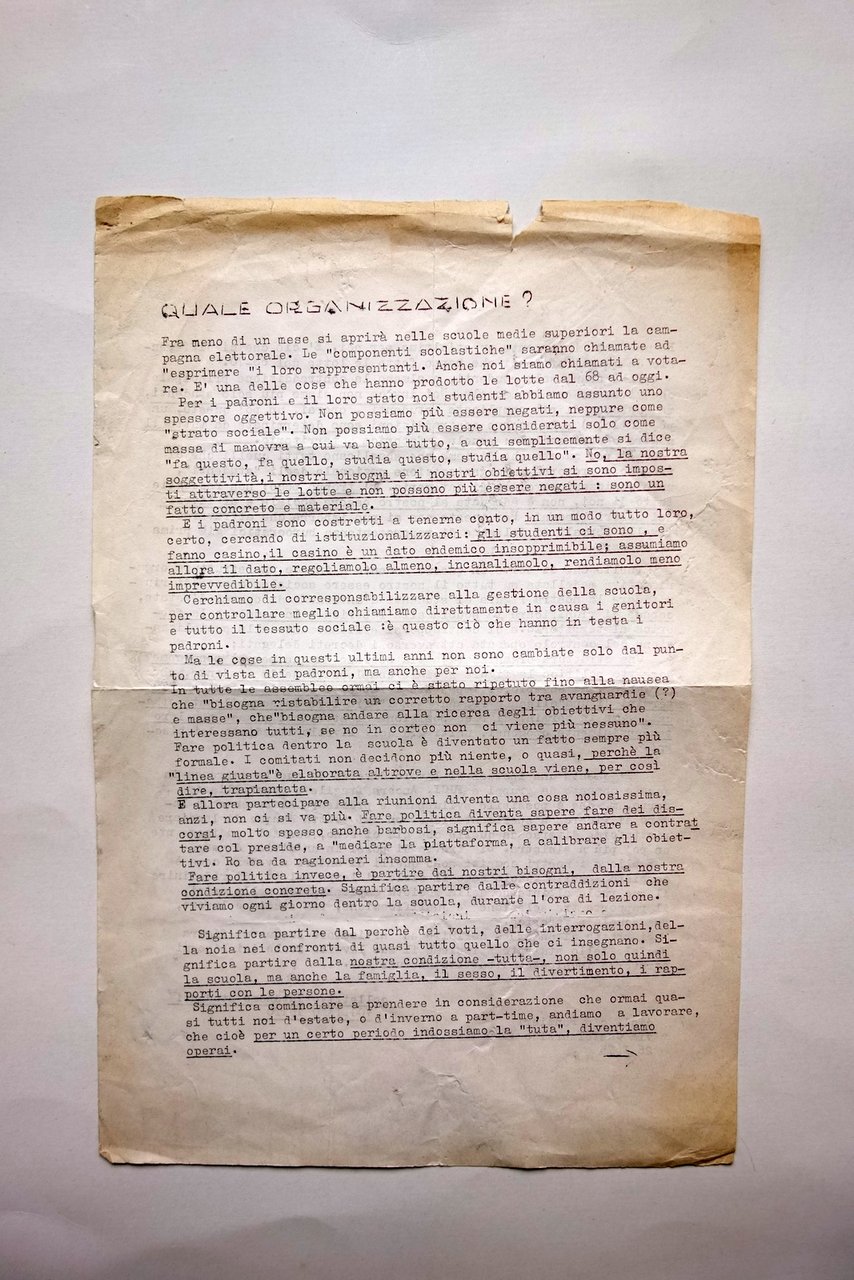 QUALE ORGANIZZAZIONE ?
Fra meno di un mese si aprirà nelle scuole medie superiori la cam-
pagna elettorale. Le "componenti scolastiche" saranno chiamate ad
"esprimere "i loro rappresentanti. Anche noi siamo chiamati a vota-
re. E' una delle cose che hanno prodotto le lotte dal 68 ad oggi.
Per i padroni e il loro stato noi studenti abbiamo assunto uno
spessore oggettivo. Non possiamo più essere negati, neppure come
"strato sociale". Non possiamo più essere considerati solo come
massa di manovra a cui va bene tutto, a cui semplicemente si dice
"fa questo, fa quello, studia questo, studia quello". No, la nostra
soggettività,i nostri bisogni e i nostri obiettivi si sono impos-
ti attraverso le lotte e non possono più essere negati : sono un
fatto concreto e materiale.
E i padroni sono costretti a tenerne conto, in un modo tutto loro,
certo, cercando di istituzionalizzarci: gli studenti ci sono , e
fanno casino,il casino è un dato endemico insopprimibile; assumiamo
allora il dato, regoliamolo almeno, incanaliamolo, rendiamolo meno
imprevvedibile.
Cerchiamo di corresponsabilizzare alla gestione della scuola,
per controllare meglio chiamiamo direttamente in causa i genitori
e tutto il tessuto sociale :è questo ciò che hanno in testa i
padroni.
Ma le cose in questi ultimi anni non sono cambiate solo dal pun-
to di vista dei padroni, ma anche per noi.
In tutte le assemblee ormai ci è stato ripetuto fino alla nausea
che "bisogna ristabilire un corretto rapporto tra avanguardie (?)
e masse", che"bisogna andare alla ricerca degli obiettivi che
interessano tutti, se no in corteo non ci viene più nessuno".
Fare politica dentro la scuola è diventato un fatto sempre più
formale. I comitati non decidono più niente, o quasi, perchè la
"linea giusta"è elaborata altrove e nella scuola viene, per così
dire, trapiantata.
E allora partecipare alla riunioni diventa una cosa noiosissima,
anzi, non ci si va più. Fare politica diventa sapere fare dei dis-
corsi, molto spesso anche barbosi, significa sapere andare a contrat
tare col preside, a "mediare la piattaforma, a calibrare gli obiet-
tivi. Ro ba da ragionieri insomma.
Fare politica invece, è partire dai nostri bisogni, dalla nostra
condizione concreta. Significa partire dalle contraddizioni che
viviamo ogni giorno dentro la scuola, durante l'ora di lezione.
Significa partire dal perchè dei voti, delle interrogazioni,del-
la noia nei confronti di quasi tutto quello che ci insegnano. Si-
gnifica partire dalla nostra condizione -tutta-, non solo quindi
la scuola, ma anche la famiglia, il sesso, il divertimento, i rap-
porti con le persone.
Significa cominciare a prendere in considerazione che ormai qua-
si tutti noi d'estate, o d'inverno a part-time, andiamo a lavorare,
che cioè per un certo periodo indossiamo la "tuta", diventiamo
operai.